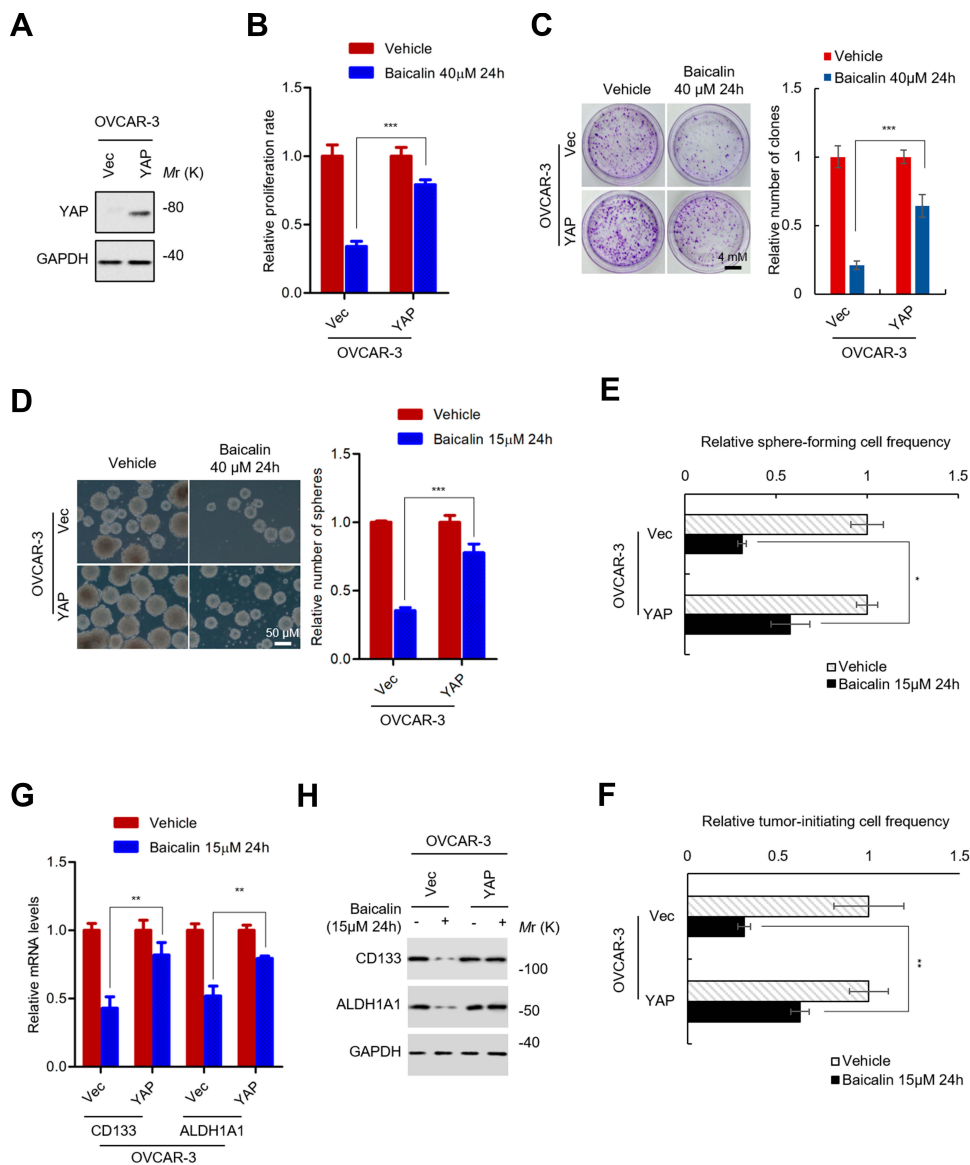 A
OVCAR-3
Vec
YAP
Mr (K)
YAP
-80
GAPDH
-40
B
Vehicle
Baicalin 40μM 24h
Relative proliferation rate
1.5
1.0
0.5
0.0
***
Vec
YAP
OVCAR-3
C
Vehicle
Baicalin
40 μM 24h
OVCAR-3
Vec
YAP
4 mM
Vehicle
Baicalin 40μM 24h
Relative number of clones
1.5
1
0.5
0
***
Vec
YAP
OVCAR-3
D
Vehicle
Baicalin
40 μM 24h
OVCAR-3
Vec
YAP
50 μM
Vehicle
Baicalin 15μM 24h
Relative number of spheres
1.5
1.0
0.5
0.0
***
Vec
YAP
OVCAR-3
E
Relative sphere-forming cell frequency
0 0.5 1 1.5
OVCAR-3
Vec
YAP
*
Vehicle
Baicalin 15μM 24h
G
Vehicle
Baicalin 15μM 24h
Relative mRNA levels
1.5
1.0
0.5
0.0
**
**
Vec YAP Vec YAP
CD133 ALDH1A1
OVCAR-3
H
OVCAR-3
Vec
YAP
Baicalin
(15μM 24h)
- + - +
Mr (K)
CD133
-100
ALDH1A1
-50
-40
GAPDH
F
Relative tumor-initiating cell frequency
0 0.5 1 1.5
OVCAR-3
Vec
YAP
**
Vehicle
Baicalin 15μM 24h